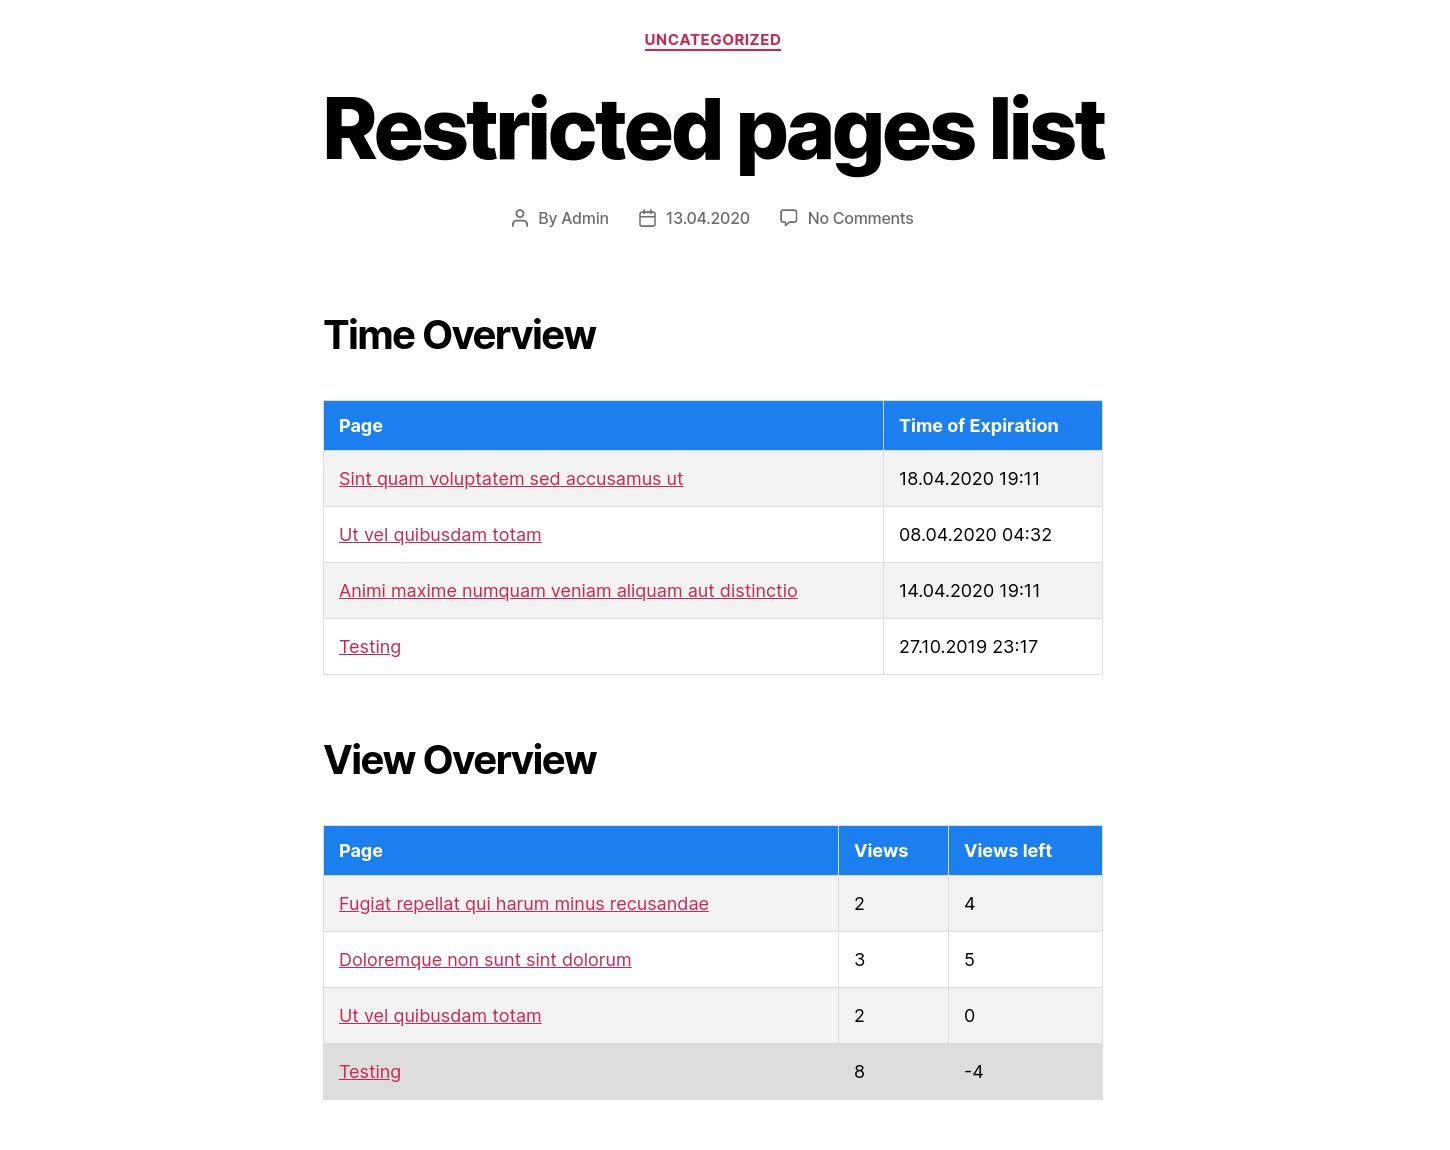 UNCATEGORIZED
Restricted pages list
By Admin 13.04.2020 No Comments
Time Overview
Page Time of Expiration
Sint quam voluptatem sed accusamus ut 18.04.2020 19:11
Ut vel quibusdam totam 08.04.2020 04:32
Animi maxime numquam veniam aliquam aut distinctio 14.04.2020 19:11
Testing 27.10.2019 23:17
View Overview
Page Views Views left
Fugiat repellat qui harum minus recusandae 2 4
Doloremque non sunt sint dolorum 3 5
Ut vel quibusdam totam 2 0
Testing 8 -4